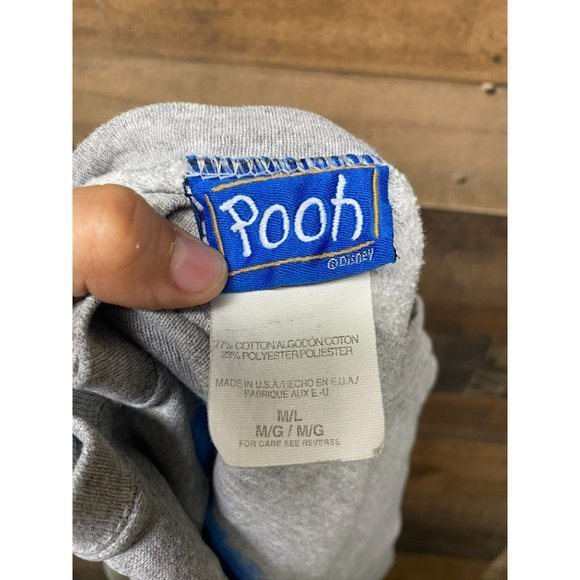 Pooh
©Disney
77% COTTON/ALGODON/COTON
23% POLYESTER/POLIESTER
MADE IN U.S.A./HECHO EN E.U.A./
FABRIQUE AUX E.-U.
M/L
M/G / M/G
FOR CARE SEE REVERSE